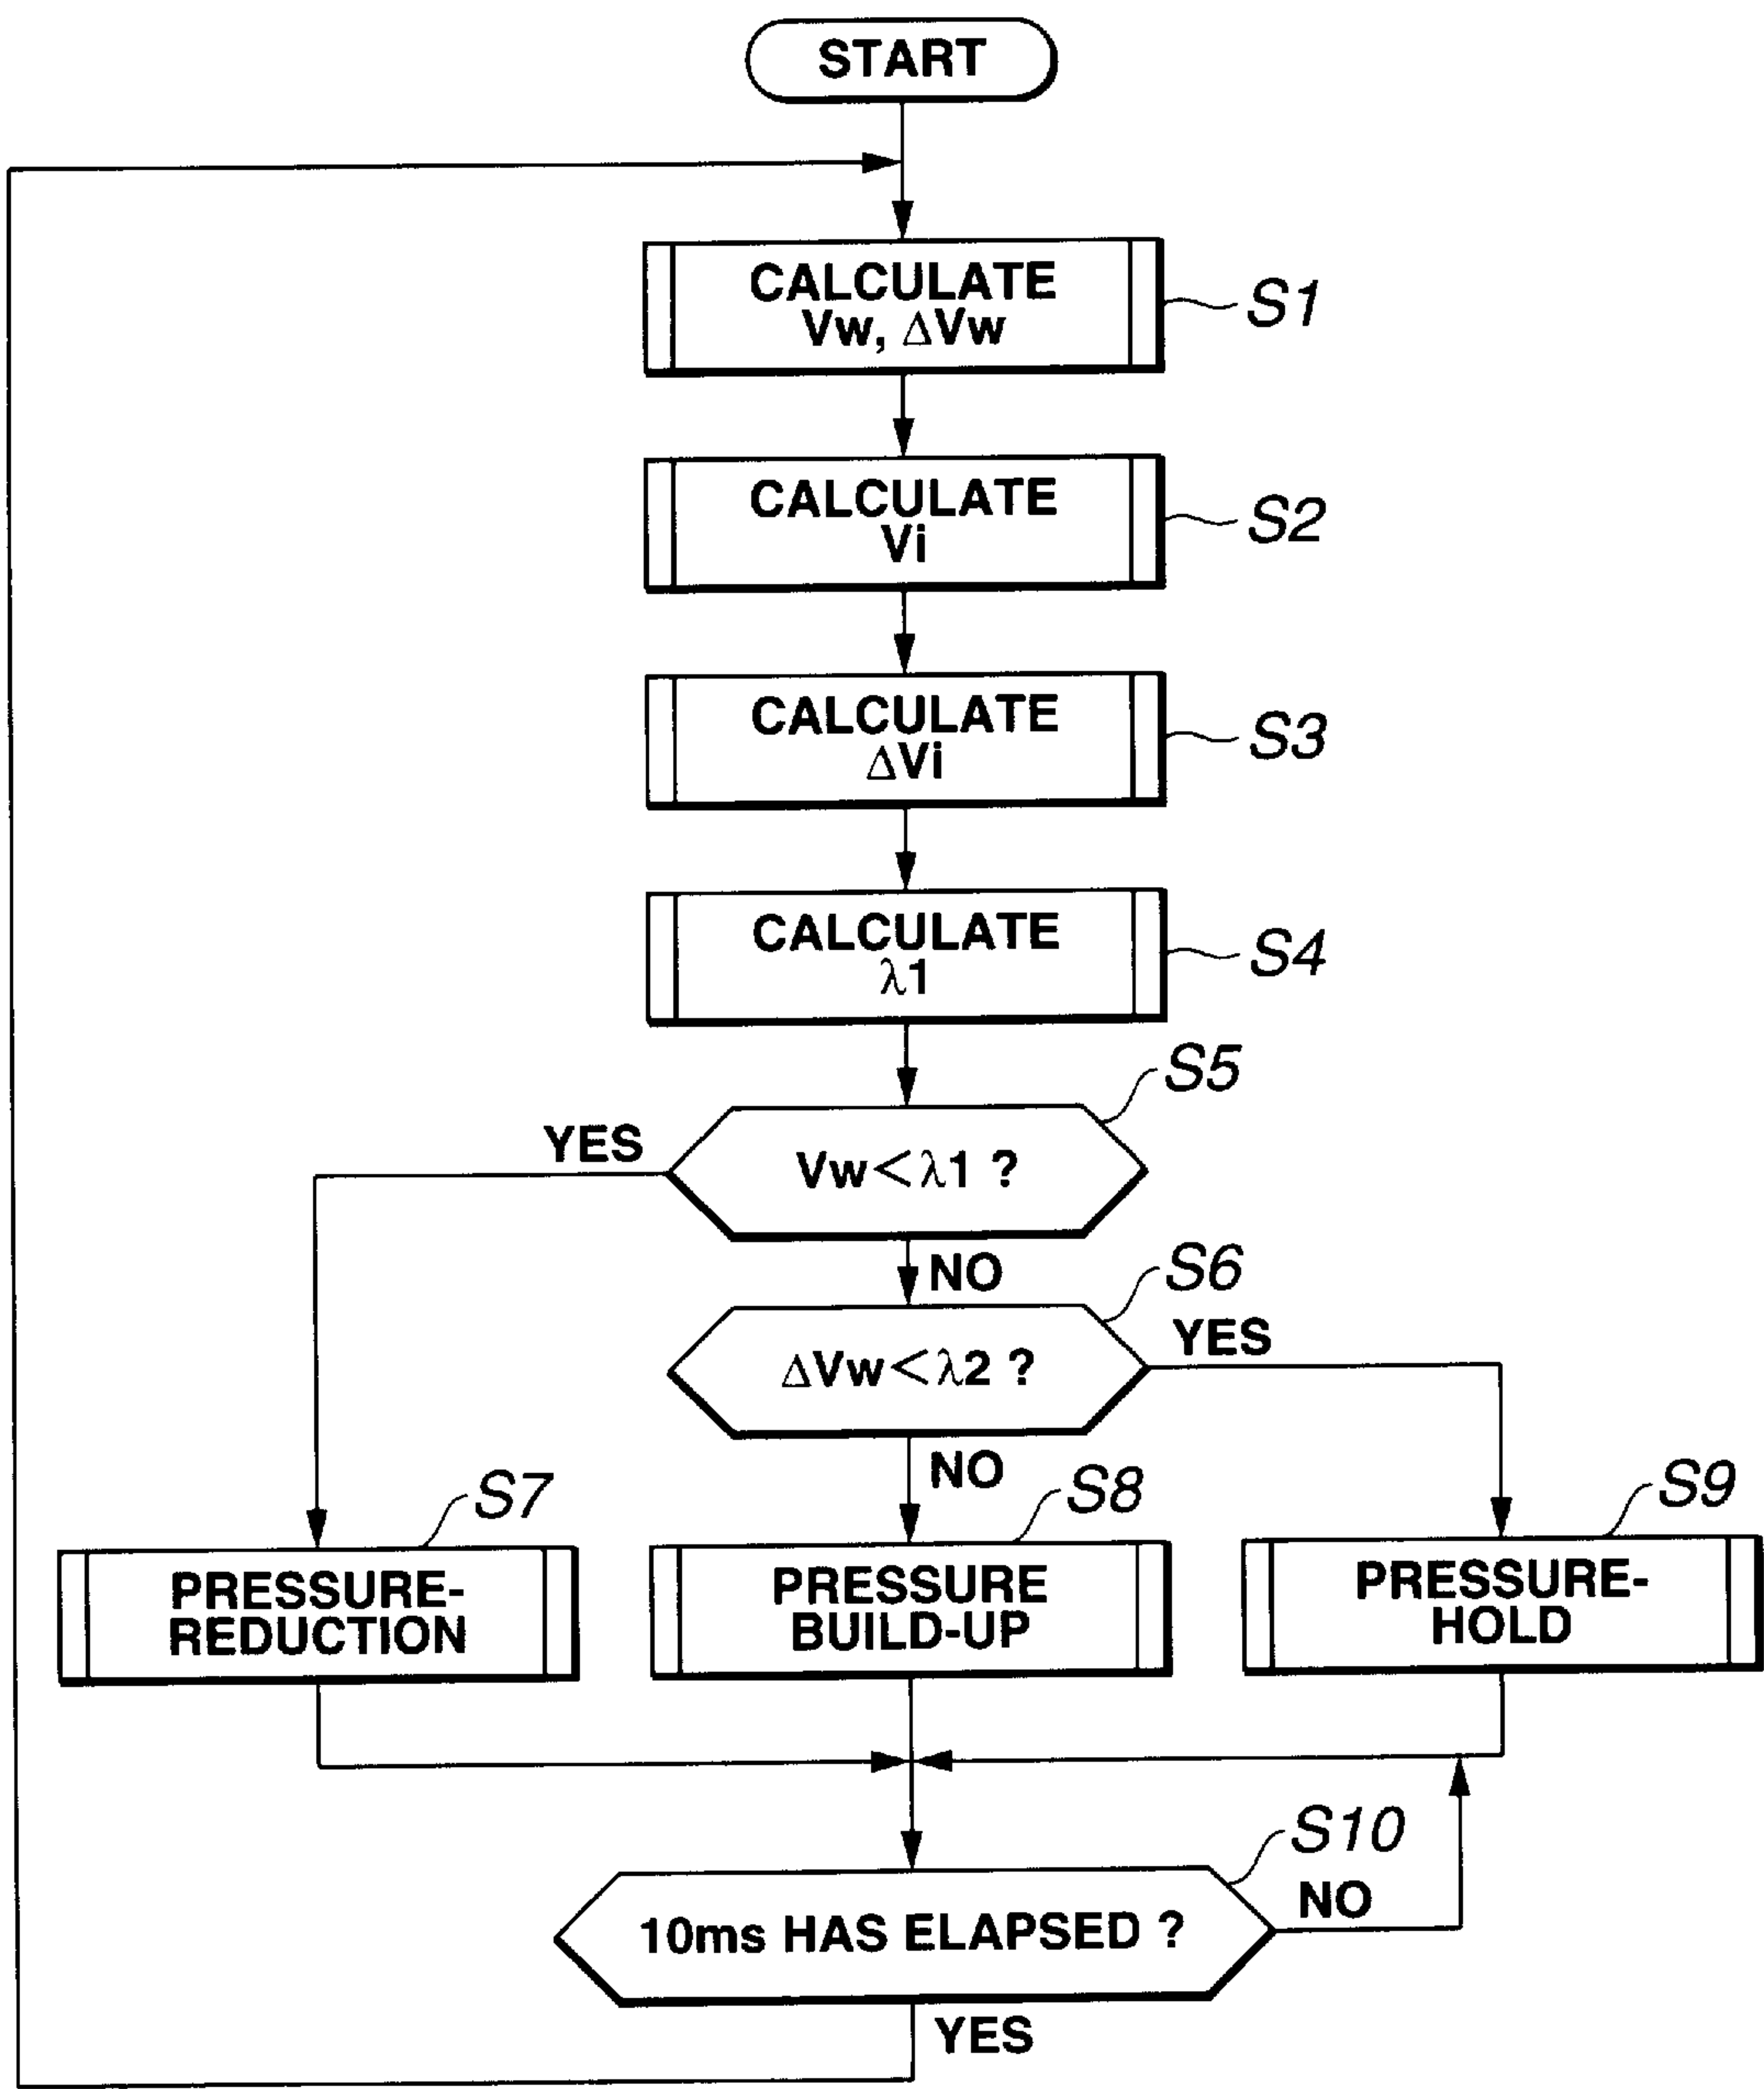 START
CALCULATE
Vw, ΔVw
S1
CALCULATE
Vi
S2
CALCULATE
ΔVi
S3
CALCULATE
λ1
S4
S5
YES
Vw<λ1 ?
NO
S6
YES
ΔVw<λ2 ?
NO
S7
S8
S9
PRESSURE-
REDUCTION
PRESSURE
BUILD-UP
PRESSURE-
HOLD
S10
NO
10ms HAS ELAPSED ?
YES